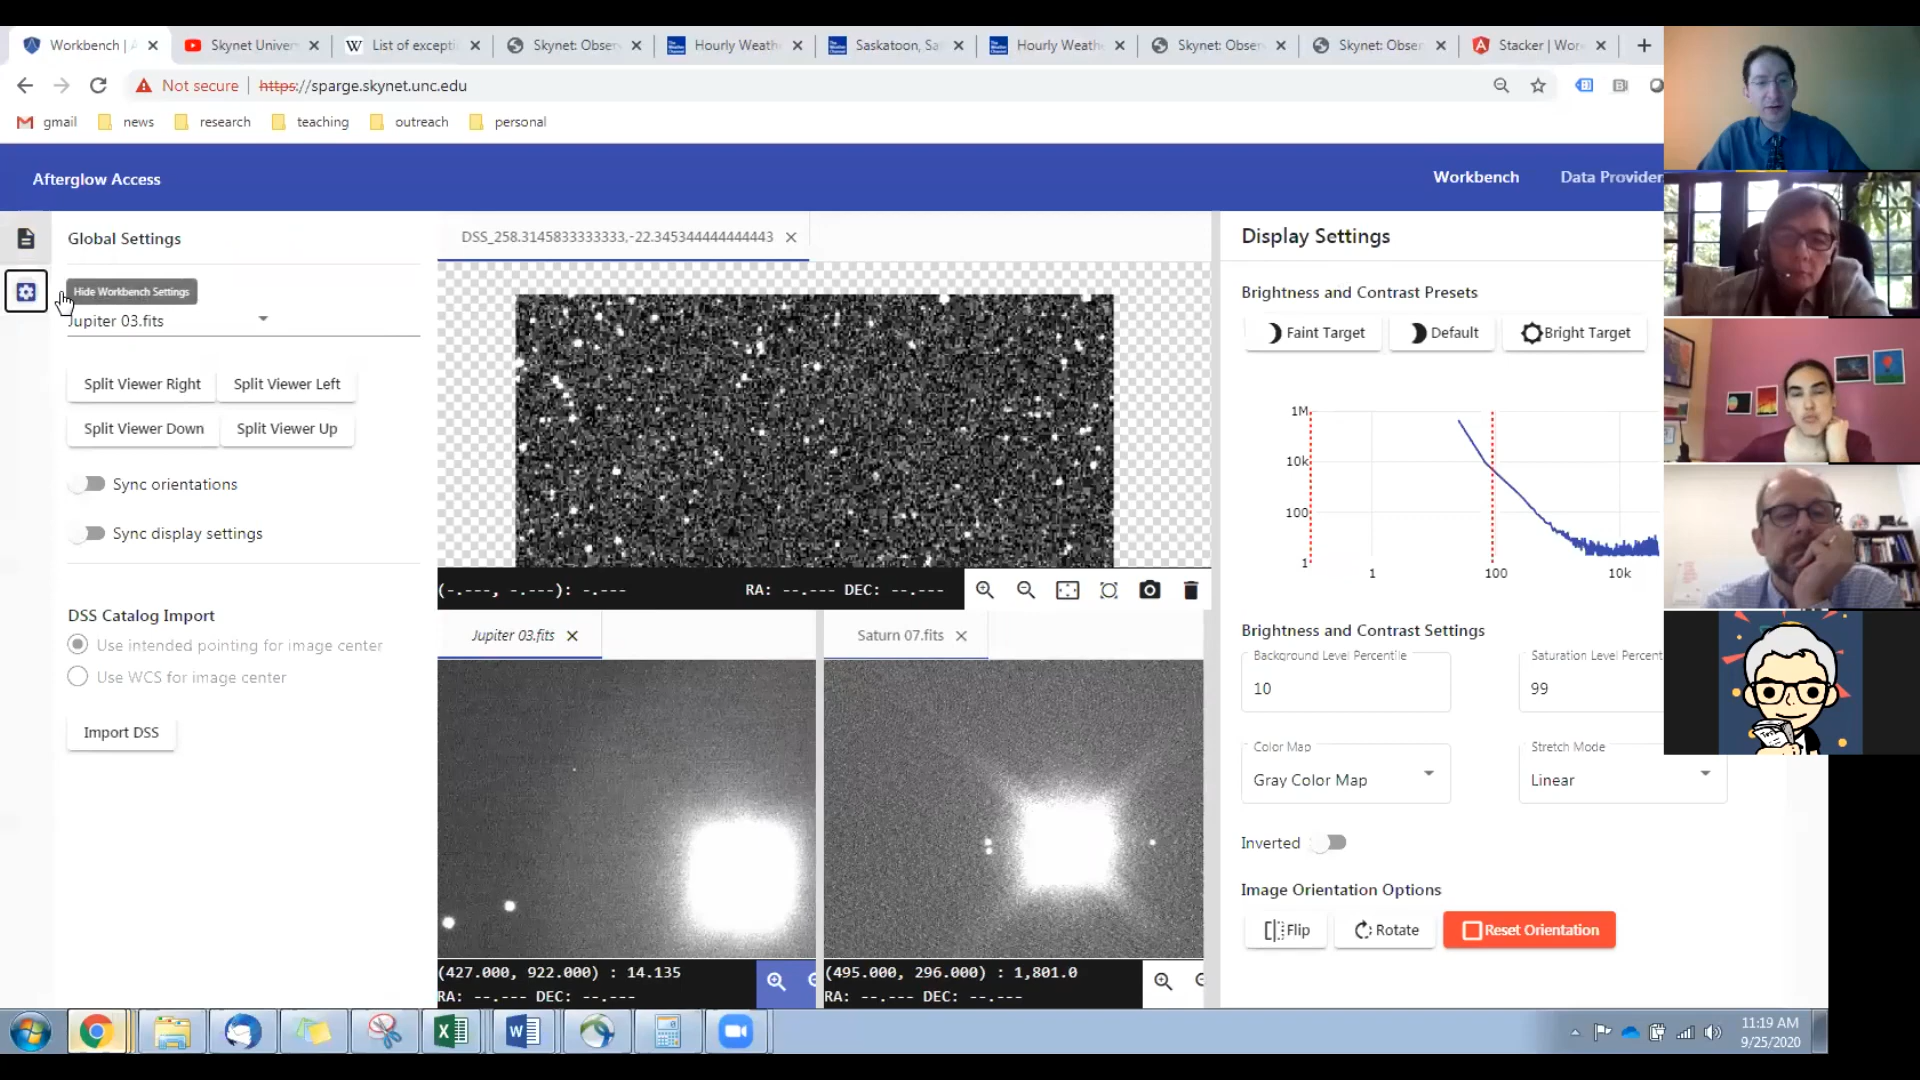 Workbench | A
Skynet Univer
List of excepti
Skynet: Obser
Hourly Weath
Saskatoon, Sa
Hourly Weath
Skynet: Obser
Skynet: Obser
Stacker | Wor
Not secure | https://sparge.skynet.unc.edu
gmail
news
research
teaching
outreach
personal
Afterglow Access
Workbench
Data Provider
Global Settings
Hide Workbench Settings
Jupiter 03.fits
Split Viewer Right
Split Viewer Left
Split Viewer Down
Split Viewer Up
Sync orientations
Sync display settings
DSS Catalog Import
Use intended pointing for image center
Use WCS for image center
Import DSS
DSS_258.3145833333333,-22.345344444444443
(-.---, -.---): -.---
RA: --.--- DEC: --.---
Jupiter 03.fits
(427.000, 922.000) : 14.135
RA: --.--- DEC: --.---
Saturn 07.fits
(495.000, 296.000) : 1,801.0
RA: --.--- DEC: --.---
Display Settings
Brightness and Contrast Presets
Faint Target
Default
Bright Target
1M
10k
100
1
1
100
10k
Brightness and Contrast Settings
Background Level Percentile
10
Saturation Level Percent
99
Color Map
Gray Color Map
Stretch Mode
Linear
Inverted
Image Orientation Options
Flip
Rotate
Reset Orientation
11:19 AM
9/25/2020